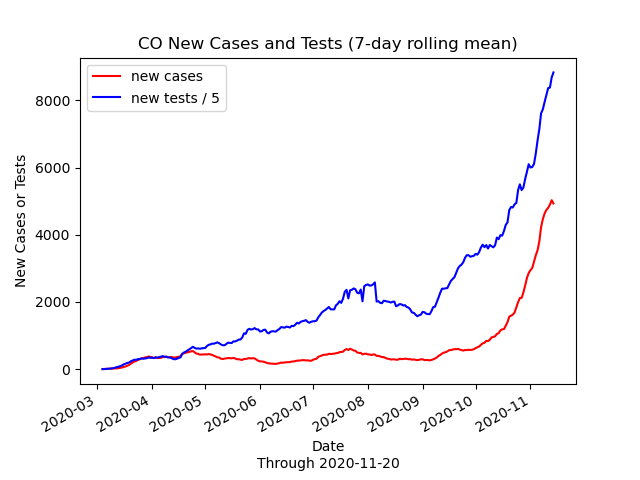 CO New Cases and Tests (7-day rolling mean)
new cases
new tests / 5
New Cases or Tests
8000
6000
4000
2000
0
2020-03
2020-04
2020-05
2020-06
2020-07
2020-08
2020-09
2020-10
2020-11
Date
Through 2020-11-20